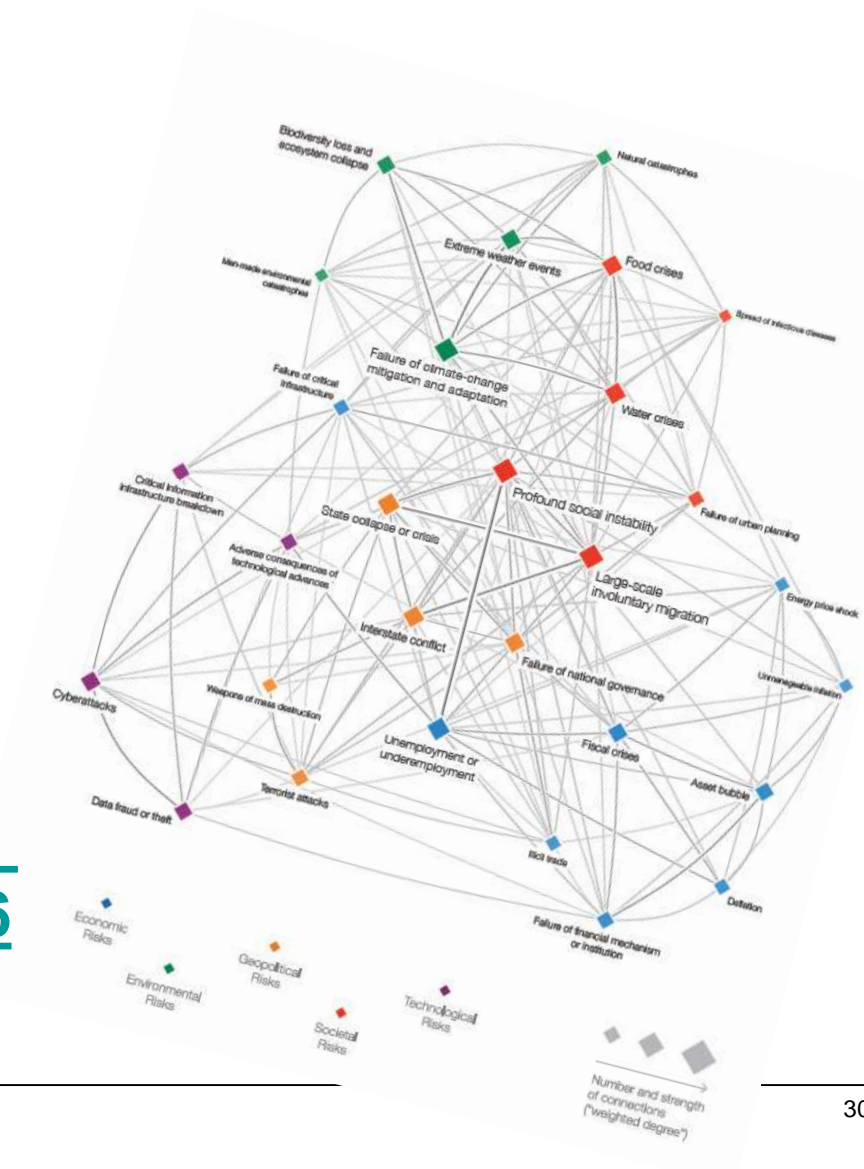 Biodiversity loss and
ecosystem collapse
Natural catastrophes
Extreme weather events
Food crises
Man-made environmental
catastrophes
Spread of infectious diseases
Failure of climate-change
mitigation and adaptation
Failure of critical
infrastructure
Water crises
Critical information
infrastructure breakdown
Profound social instability
State collapse or crisis
Failure of urban planning
Adverse consequences of
technological advances
Large-scale
involuntary migration
Energy price shock
Interstate conflict
Failure of national governance
Unmanageable inflation
Cyberattacks
Weapons of mass destruction
Unemployment or
underemployment
Fiscal crises
Asset bubble
Terrorist attacks
Data fraud or theft
Illicit trade
Deflation
Failure of financial mechanism
or institution
Economic
Risks
Environmental
Risks
Geopolitical
Risks
Societal
Risks
Technological
Risks
Number and strength
of connections
("weighted degree")
30